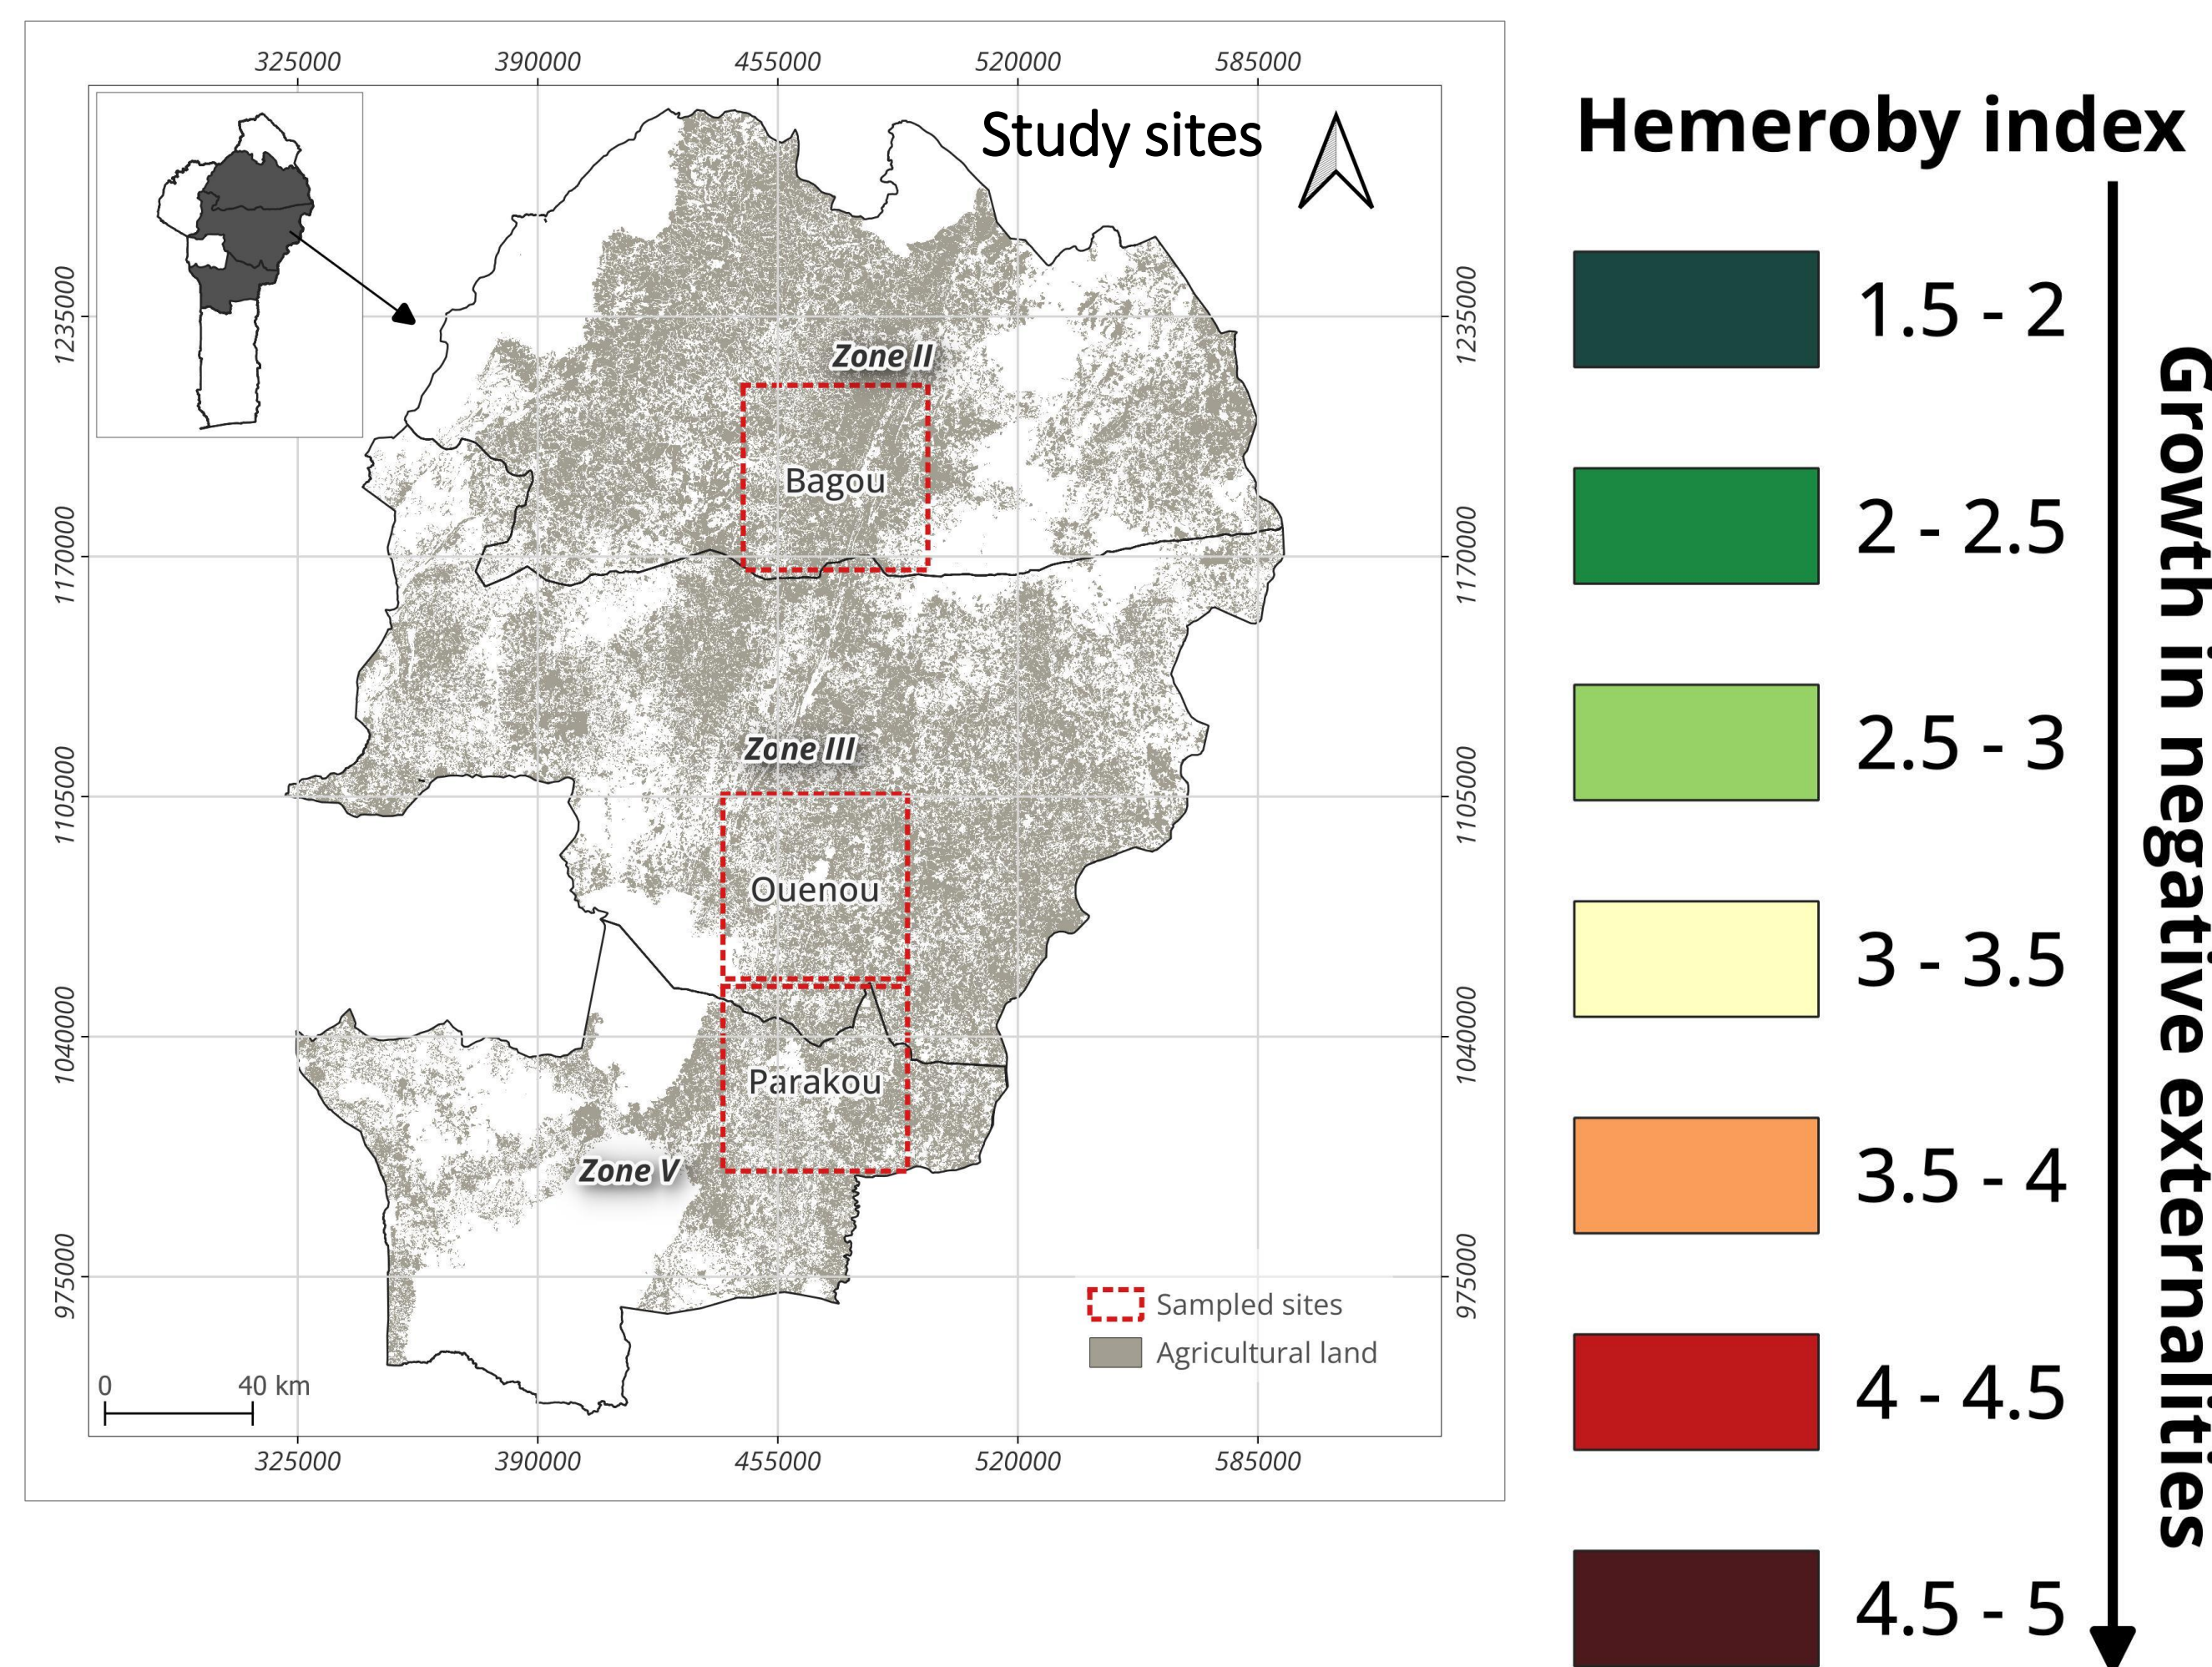 325000 390000 455000 520000 585000
Study sites
1235000
1170000
1105000
1040000
975000
1235000
1170000
1105000
1040000
975000
Zone II
Bagou
Zone III
Ouenou
Parakou
Zone V
Sampled sites
Agricultural land
0 40 km
325000 390000 455000 520000 585000
Hemeroby index
1.5 - 2
2 - 2.5
2.5 - 3
3 - 3.5
3.5 - 4
4 - 4.5
4.5 - 5
Growth in negative externalities